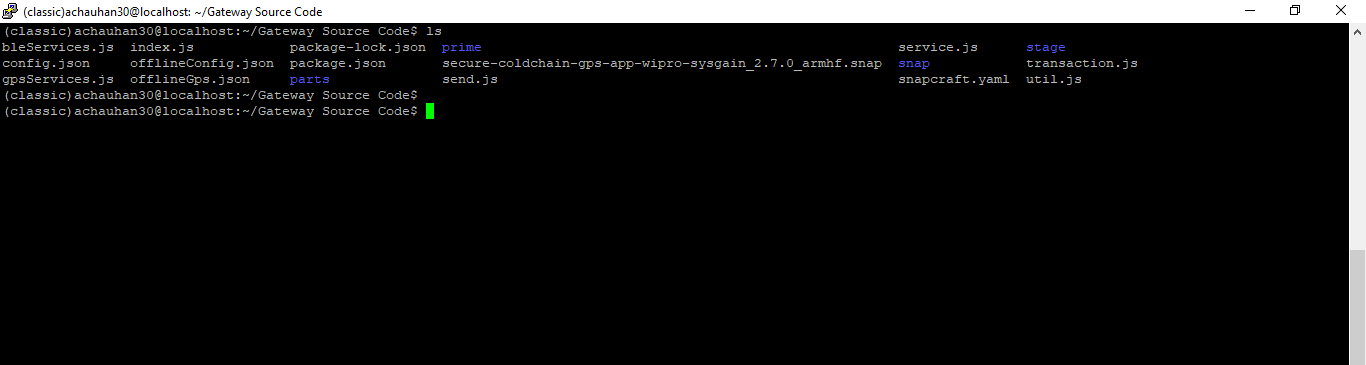 (classic)achauhan30@localhost: ~/Gateway Source Code
(classic)achauhan30@localhost:~/Gateway Source Code$ ls
bleServices.js  index.js            package-lock.json  prime                                                    service.js      stage
config.json     offlineConfig.json  package.json       secure-coldchain-gps-app-wipro-sysgain_2.7.0_armhf.snap  snap            transaction.js
gpsServices.js  offlineGps.json     parts              send.js                                                  snapcraft.yaml  util.js
(classic)achauhan30@localhost:~/Gateway Source Code$
(classic)achauhan30@localhost:~/Gateway Source Code$